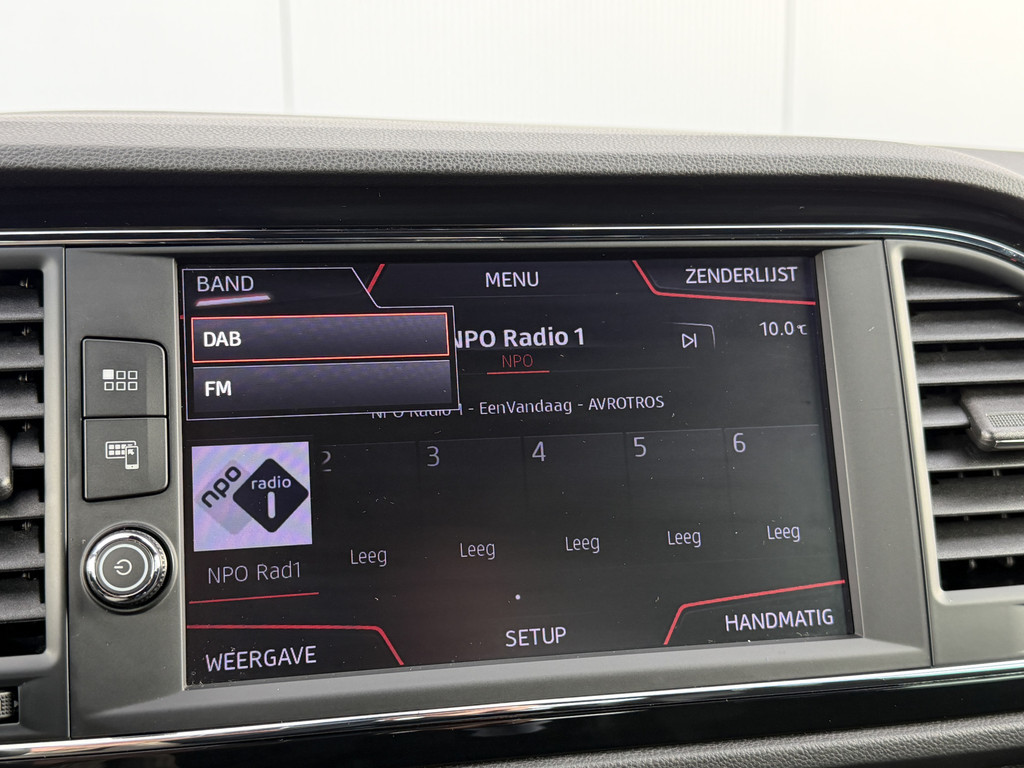 BAND
MENU
ZENDERLIJST
DAB
FM
NPO Radio 1
NPO
10.0°C
NPO Radio 1 - EenVandaag - AVROTROS
npo
radio
1
2
3
4
5
6
NPO Rad1
Leeg
Leeg
Leeg
Leeg
Leeg
WEERGAVE
SETUP
HANDMATIG